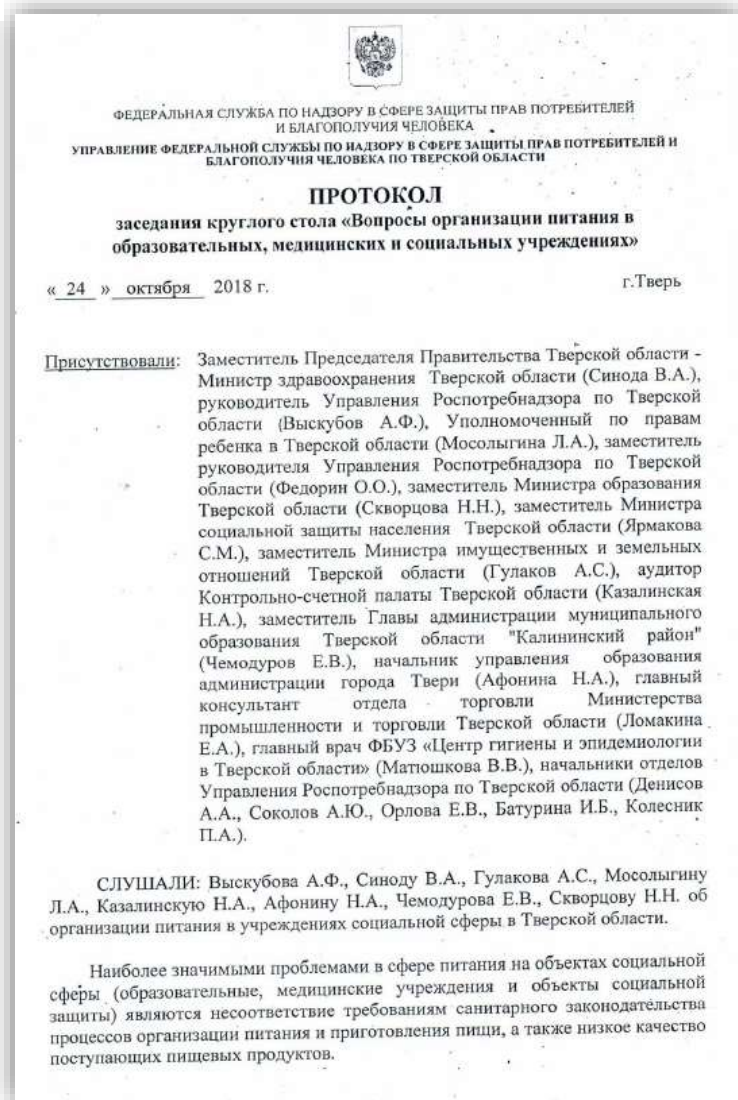 ФЕДЕРАЛЬНАЯ СЛУЖБА ПО НАДЗОРУ В СФЕРЕ ЗАЩИТЫ ПРАВ ПОТРЕБИТЕЛЕЙ
И БЛАГОПОЛУЧИЯ ЧЕЛОВЕКА
УПРАВЛЕНИЕ ФЕДЕРАЛЬНОЙ СЛУЖБЫ ПО НАДЗОРУ В СФЕРЕ ЗАЩИТЫ ПРАВ ПОТРЕБИТЕЛЕЙ И
БЛАГОПОЛУЧИЯ ЧЕЛОВЕКА ПО ТВЕРСКОЙ ОБЛАСТИ
ПРОТОКОЛ
заседания круглого стола «Вопросы организации питания в
образовательных, медицинских и социальных учреждениях»
« 24 » октября 2018 г. г.Тверь
Присутствовали: Заместитель Председателя Правительства Тверской области -
Министр здравоохранения Тверской области (Синода В.А.),
руководитель Управления Роспотребнадзора по Тверской
области (Выскубов А.Ф.), Уполномоченный по правам
ребенка в Тверской области (Мосолыгина Л.А.), заместитель
руководителя Управления Роспотребнадзора по Тверской
области (Федорин О.О.), заместитель Министра образования
Тверской области (Скворцова Н.Н.), заместитель Министра
социальной защиты населения Тверской области (Ярмакова
С.М.), заместитель Министра имущественных и земельных
отношений Тверской области (Гулаков А.С.), аудитор
Контрольно-счетной палаты Тверской области (Казалинская
Н.А.), заместитель Главы администрации муниципального
образования Тверской области "Калининский район"
(Чемодуров Е.В.), начальник управления образования
администрации города Твери (Афонина Н.А.), главный
консультант отдела торговли Министерства
промышленности и торговли Тверской области (Ломакина
Е.А.), главный врач ФБУЗ «Центр гигиены и эпидемиологии
в Тверской области» (Матюшкова В.В.), начальники отделов
Управления Роспотребнадзора по Тверской области (Денисов
А.А., Соколов А.Ю., Орлова Е.В., Батурина И.Б., Колесник
П.А.).
СЛУШАЛИ: Выскубова А.Ф., Синоду В.А., Гулакова А.С., Мосолыгину
Л.А., Казалинскую Н.А., Афонину Н.А., Чемодурова Е.В., Скворцову Н.Н. об
организации питания в учреждениях социальной сферы в Тверской области.
Наиболее значимыми проблемами в сфере питания на объектах социальной
сферы (образовательные, медицинские учреждения и объекты социальной
защиты) являются несоответствие требованиям санитарного законодательства
процессов организации питания и приготовления пищи, а также низкое качество
поступающих пищевых продуктов.